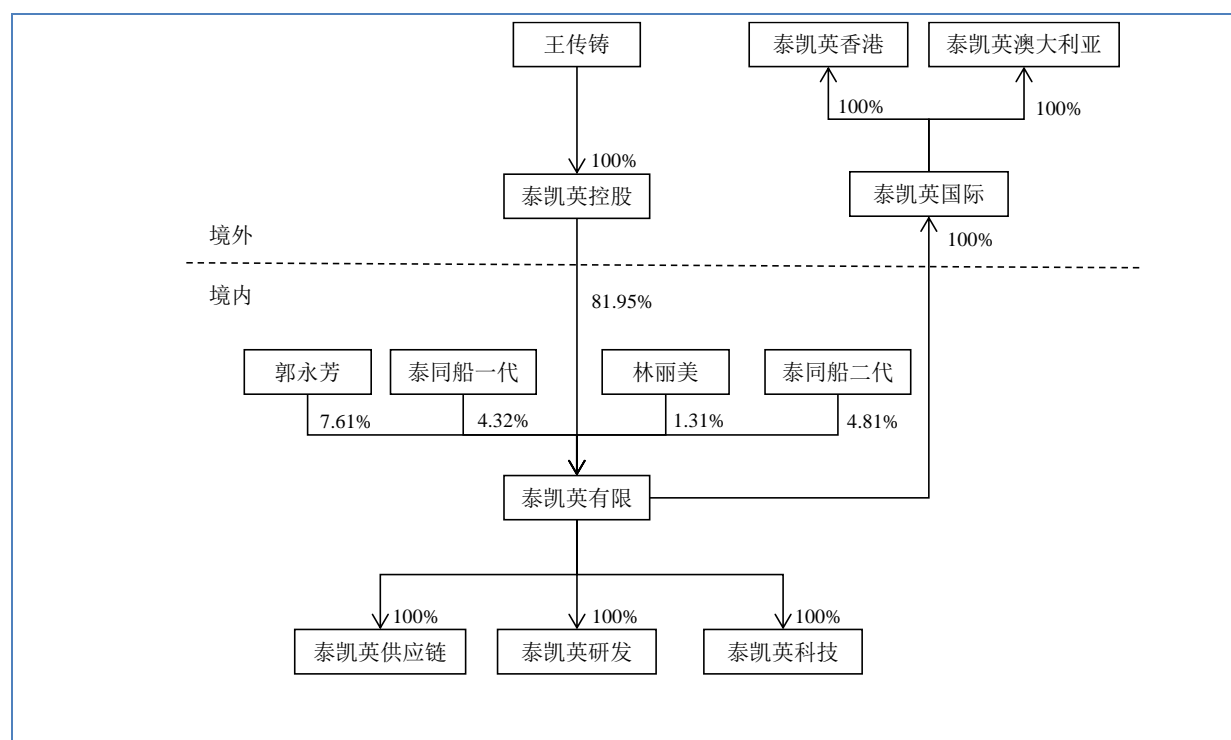 王传铸
泰凯英香港
泰凯英澳大利亚
100%
100%
100%
泰凯英控股
泰凯英国际
境外
100%
境内
81.95%
郭永芳
泰同船一代
林丽美
泰同船二代
7.61%
4.32%
1.31%
4.81%
泰凯英有限
100%
100%
100%
泰凯英供应链
泰凯英研发
泰凯英科技